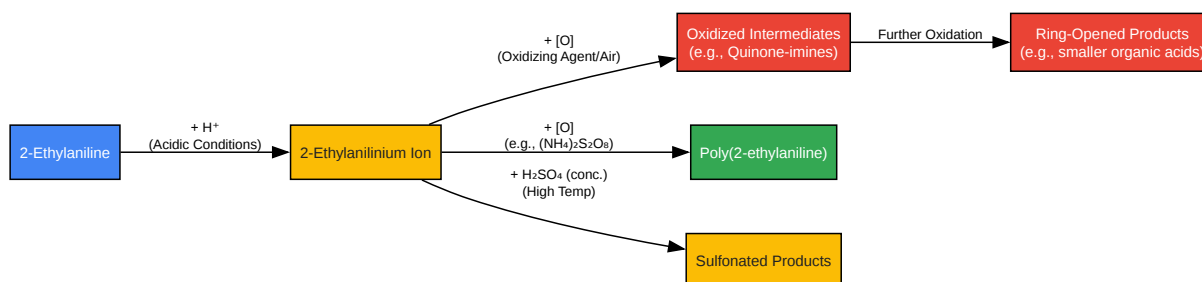 2-Ethylaniline
+ H⁺
(Acidic Conditions)
2-Ethylanilinium Ion
+ [O]
(Oxidizing Agent/Air)
Oxidized Intermediates
(e.g., Quinone-imines)
Further Oxidation
Ring-Opened Products
(e.g., smaller organic acids)
+ [O]
(e.g., (NH₄)₂S₂O₈)
Poly(2-ethylaniline)
+ H₂SO₄ (conc.)
(High Temp)
Sulfonated Products